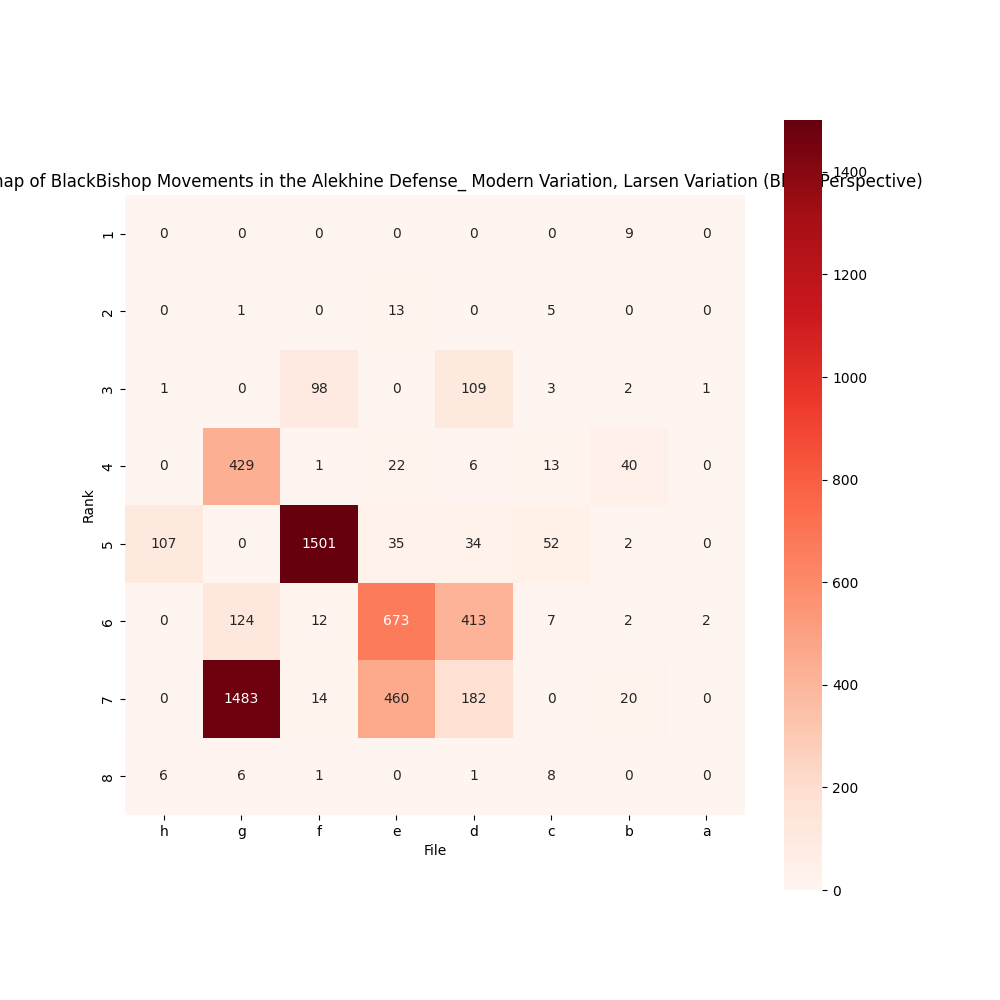 map of BlackBishop Movements in the Alekhine Defense_ Modern Variation, Larsen Variation (Bl Perspective)
1 0 0 0 0 0 0 9 0
2 0 1 0 13 0 5 0 0
3 1 0 98 0 109 3 2 1
4 0 429 1 22 6 13 40 0
5 107 0 1501 35 34 52 2 0
6 0 124 12 673 413 7 2 2
7 0 1483 14 460 182 0 20 0
8 6 6 1 0 1 8 0 0
h g f e d c b a
File
Rank
1400
1200
1000
800
600
400
200
0